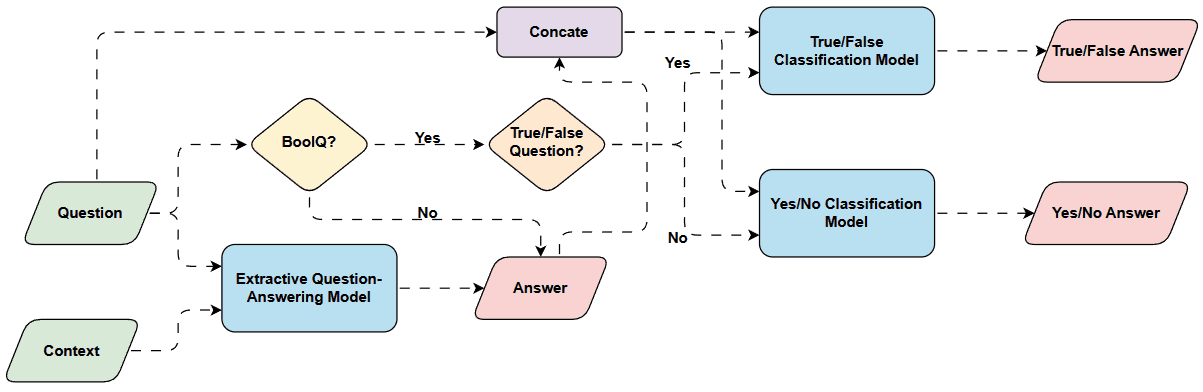 Concate
True/False
Classification Model
True/False Answer
Yes
BoolQ?
Yes
True/False
Question?
Question
No
Yes/No Classification
Model
Yes/No Answer
No
Extractive Question-
Answering Model
Answer
Context